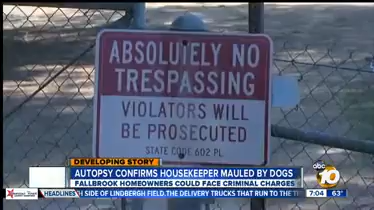 ABSOLUTELY NO
TRESPASSING
VIOLATORS WILL
BE PROSECUTED
STATE CODE 602 PL
DEVELOPING STORY
AUTOPSY CONFIRMS HOUSEKEEPER MAULED BY DOGS
FALLBROOK HOMEOWNERS COULD FACE CRIMINAL CHARGES
abc
10
HEADLINES
H SIDE OF LINDBERGH FIELD. THE DELIVERY TRUCKS THAT RUN TO THE
7:04
63°